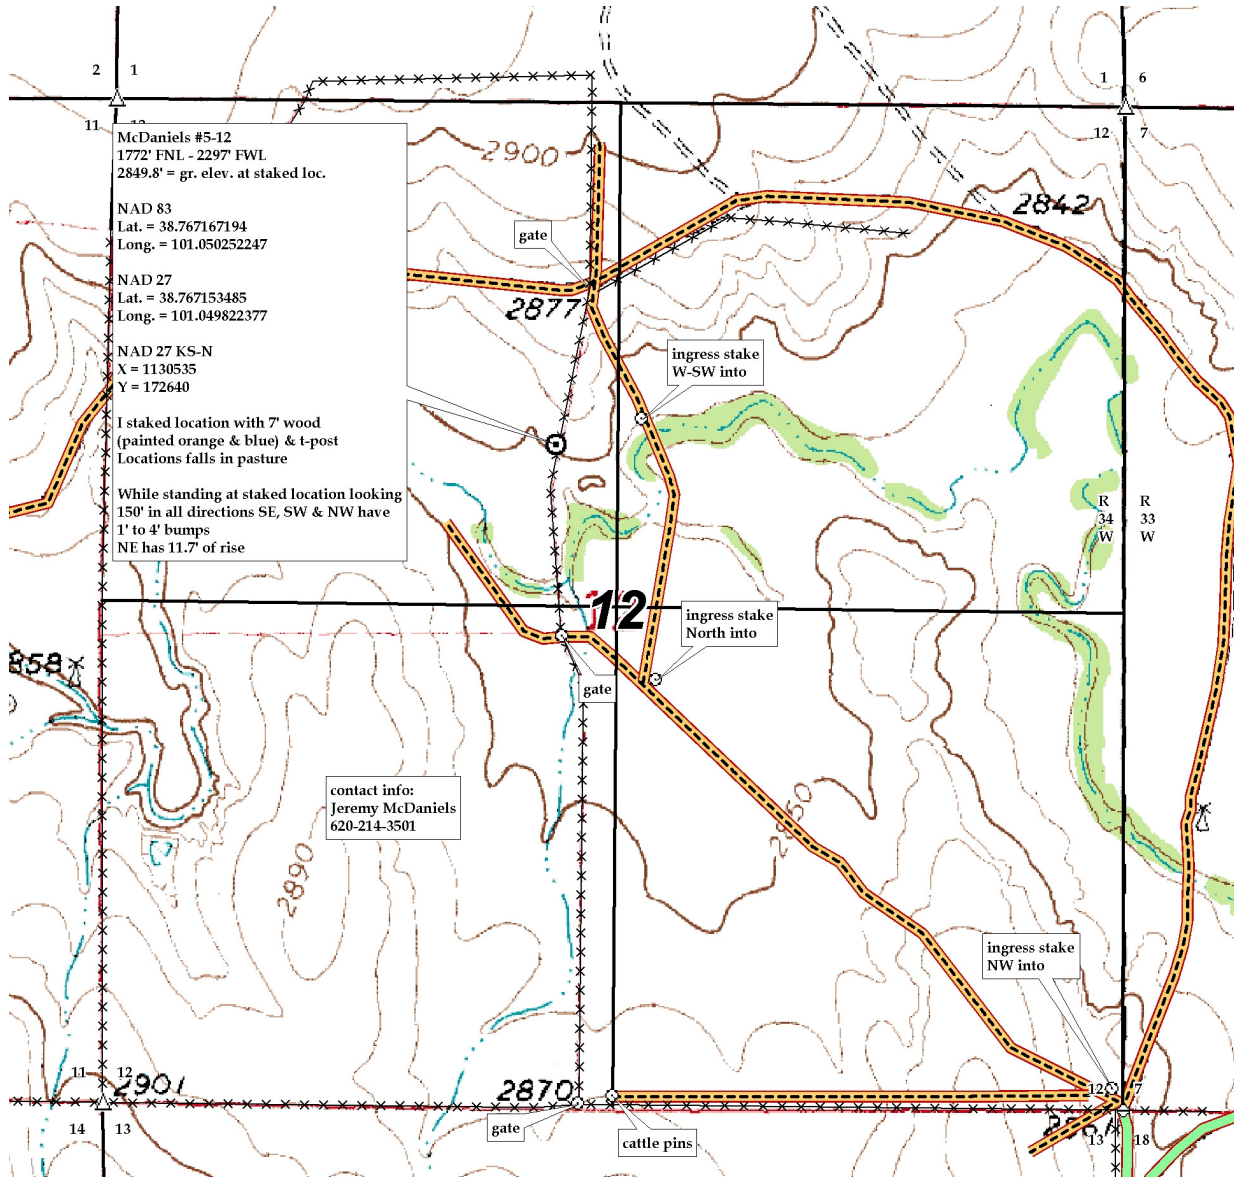 2 1
1 6
11
12 7
McDaniels #5-12
1772' FNL - 2297' FWL
2849.8' = gr. elev. at staked loc.
NAD 83
Lat. = 38.767167194
Long. = 101.050252247
NAD 27
Lat. = 38.767153485
Long. = 101.049822377
NAD 27 KS-N
X = 1130535
Y = 172640
I staked location with 7' wood
(painted orange & blue) & t-post
Locations falls in pasture
While standing at staked location looking
150' in all directions SE, SW & NW have
1' to 4' bumps
NE has 11.7' of rise
2900
2842
gate
2877
ingress stake
W-SW into
R R
34 33
W W
12
ingress stake
North into
858
gate
contact info:
Jeremy McDaniels
620-214-3501
2850
2890
ingress stake
NW into
11 12
2901
2870
12 7
gate
cattle pins
14 13
13 18